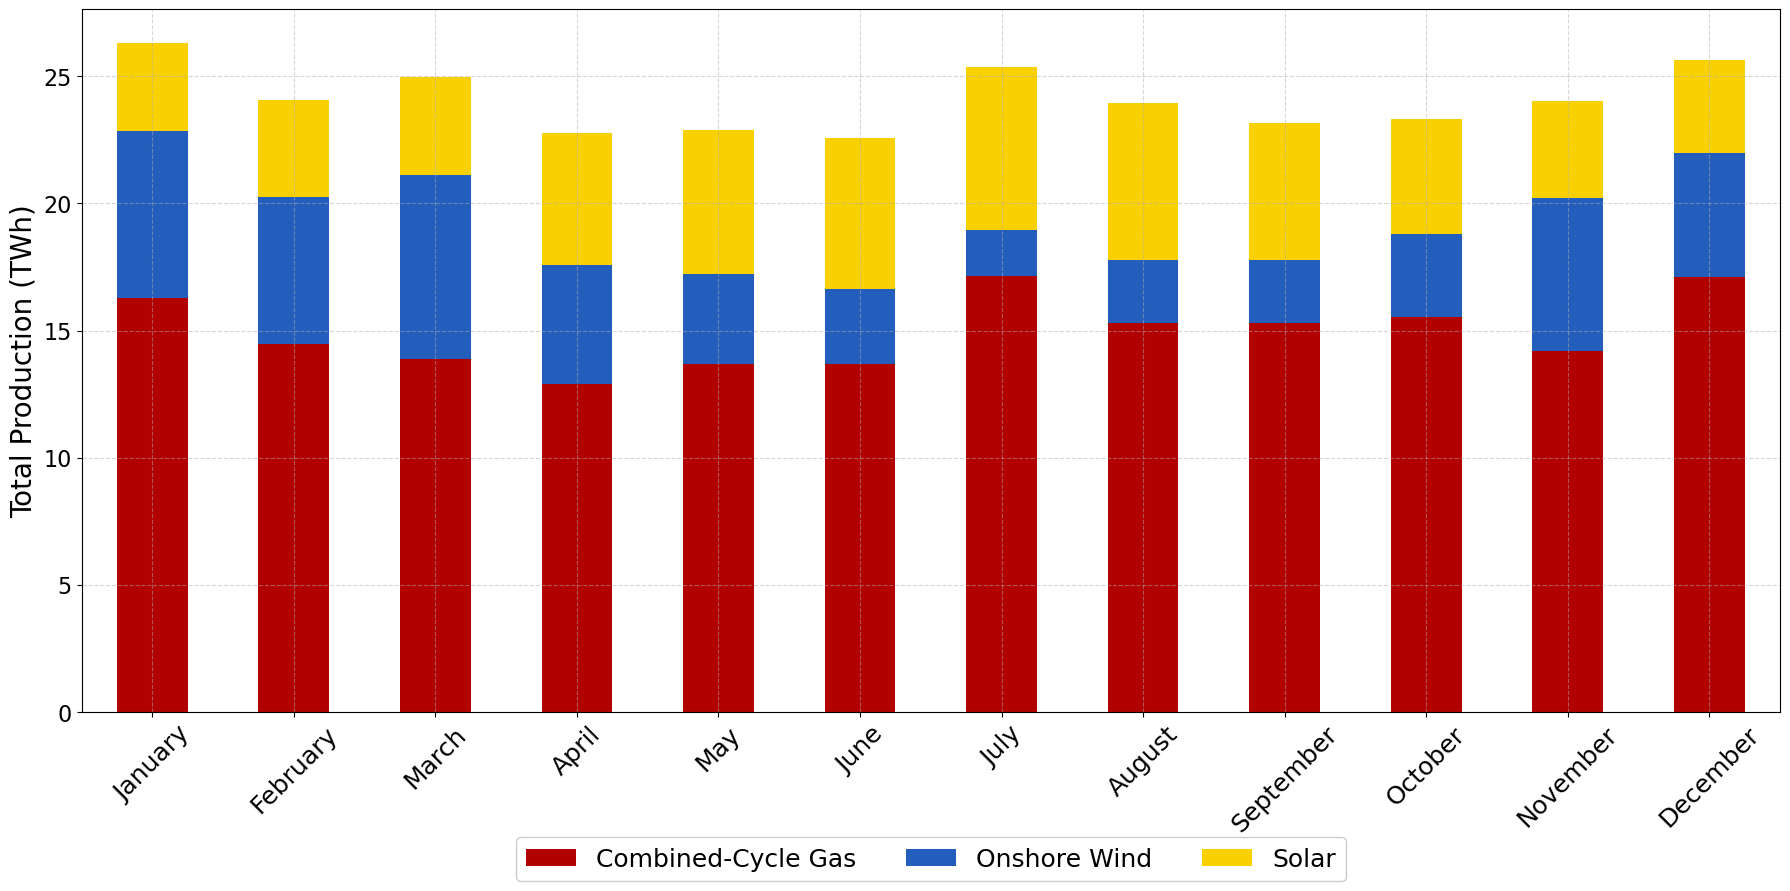 Total Production (TWh)
25
20
15
10
5
0
January
February
March
April
May
June
July
August
September
October
November
December
Combined-Cycle Gas
Onshore Wind
Solar